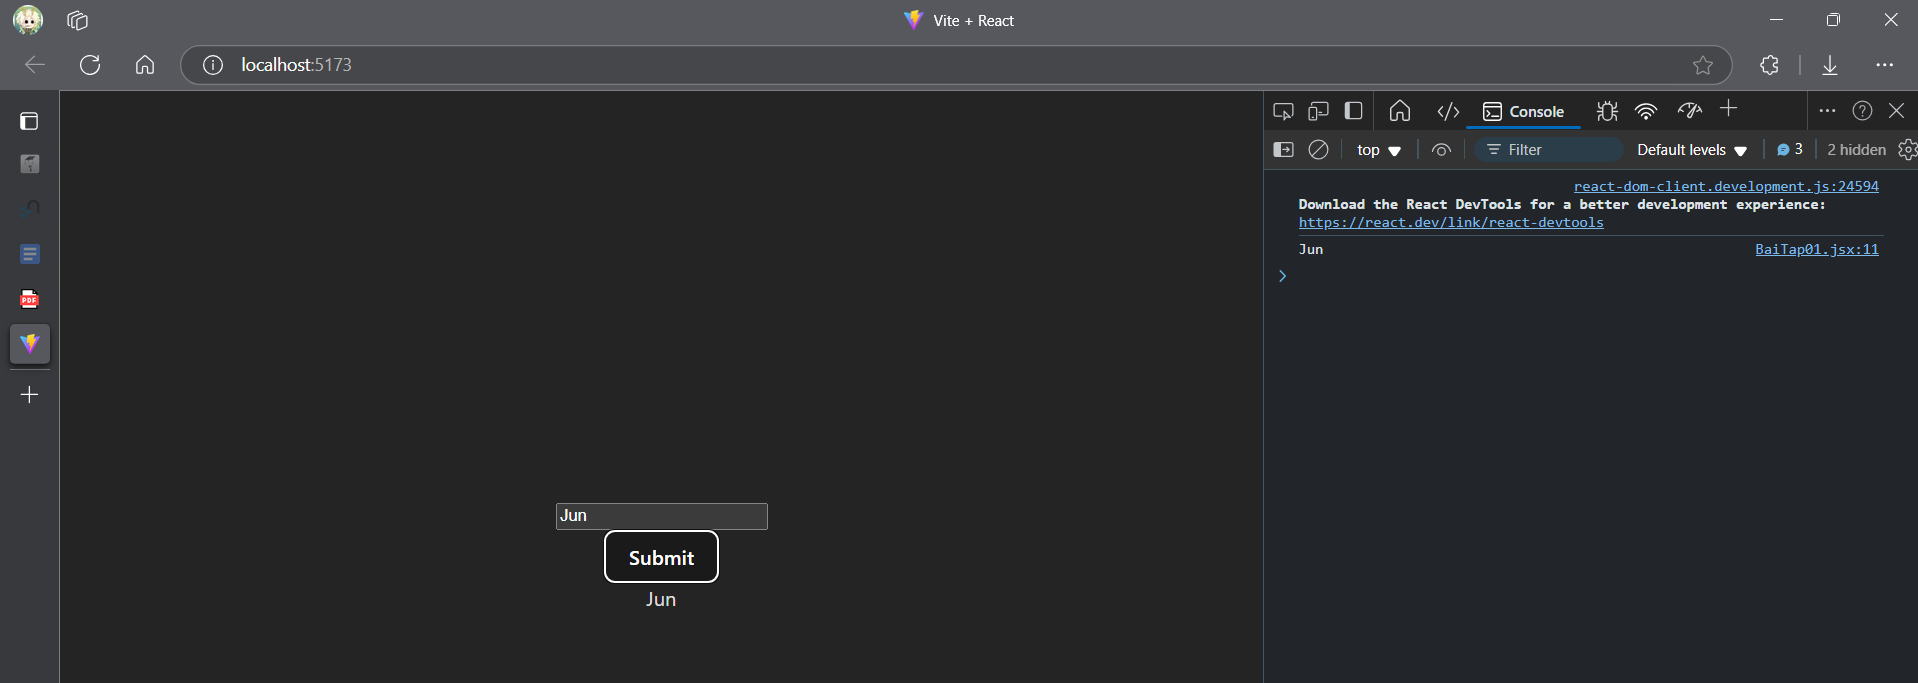 Vite + React
localhost:5173
Console
top
Filter
Default levels
3
2 hidden
react-dom-client.development.js:24594
Download the React DevTools for a better development experience:
https://react.dev/link/react-devtools
Jun
BaiTap01.jsx:11
PDF
Jun
Submit
Jun